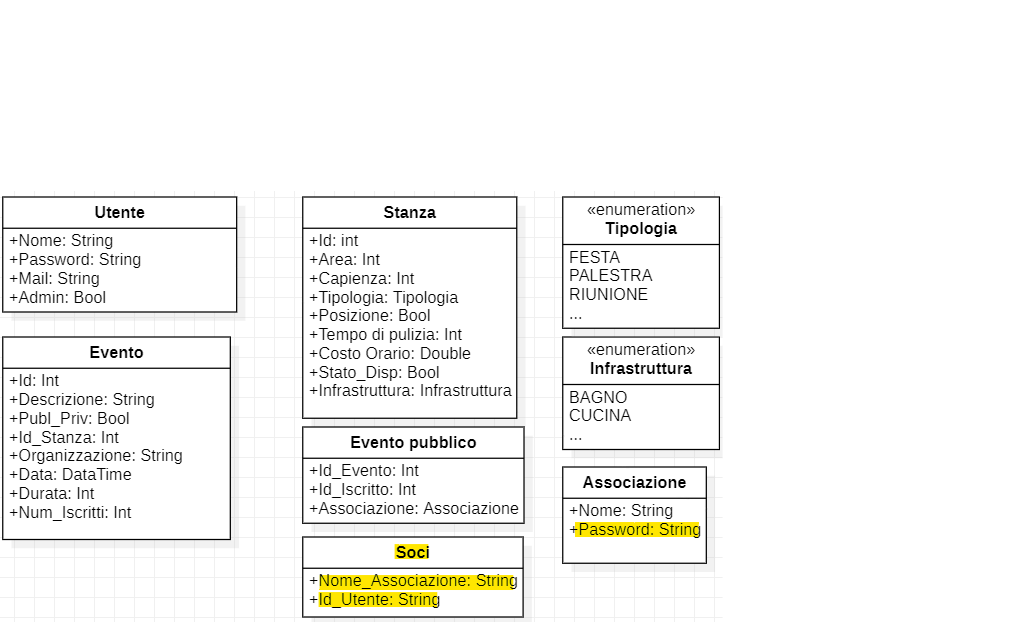 Utente
+Nome: String
+Password: String
+Mail: String
+Admin: Bool
Evento
+Id: Int
+Descrizione: String
+Publ_Priv: Bool
+Id_Stanza: Int
+Organizzazione: String
+Data: DataTime
+Durata: Int
+Num_Iscritti: Int
Stanza
+Id: int
+Area: Int
+Capienza: Int
+Tipologia: Tipologia
+Posizione: Bool
+Tempo di pulizia: Int
+Costo Orario: Double
+Stato_Disp: Bool
+Infrastruttura: Infrastruttura
Evento pubblico
+Id_Evento: Int
+Id_Iscritto: Int
+Associazione: Associazione
Soci
+Nome_Associazione: String
+Id_Utente: String
«enumeration»
Tipologia
FESTA
PALESTRA
RIUNIONE
...
«enumeration»
Infrastruttura
BAGNO
CUCINA
...
Associazione
+Nome: String
+Password: String